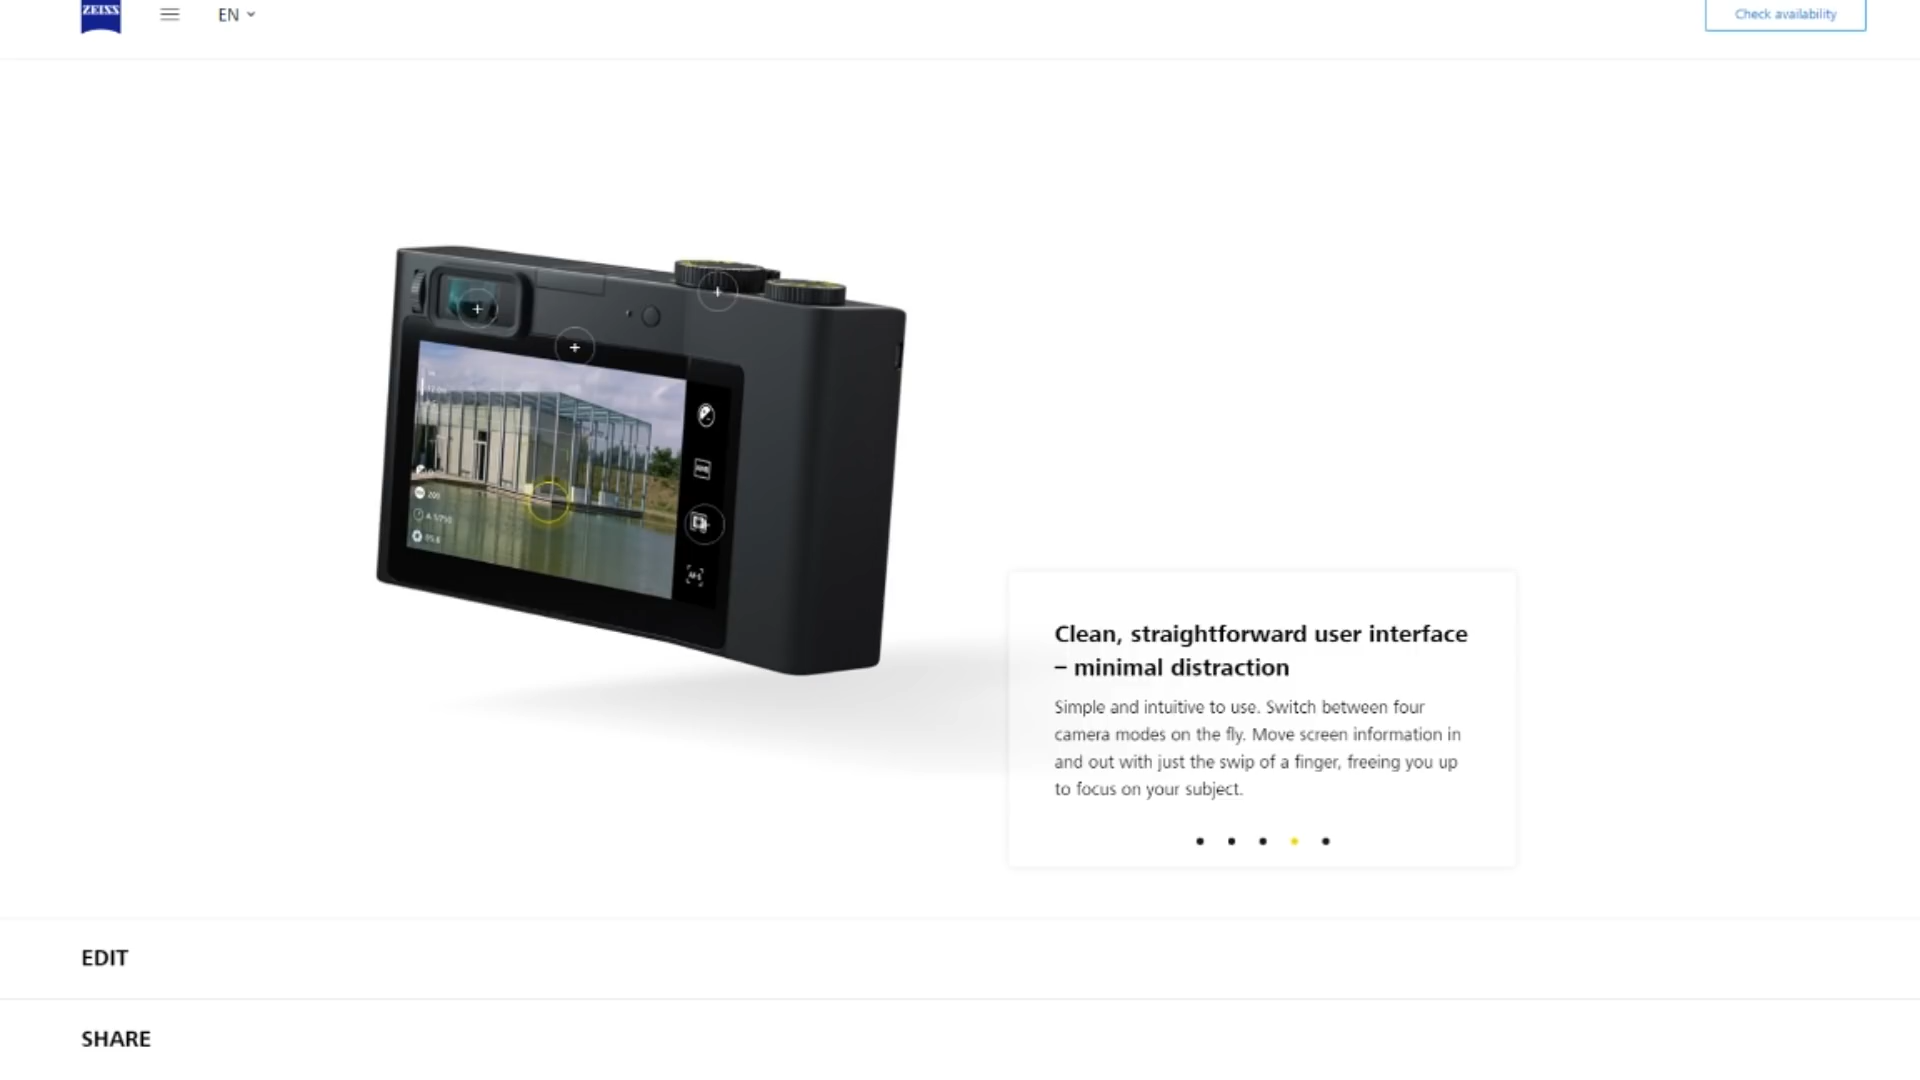 ZEISS
EN
Check availability
200
Clean, straightforward user interface
– minimal distraction
Simple and intuitive to use. Switch between four
camera modes on the fly. Move screen information in
and out with just the swip of a finger, freeing you up
to focus on your subject.
EDIT
SHARE